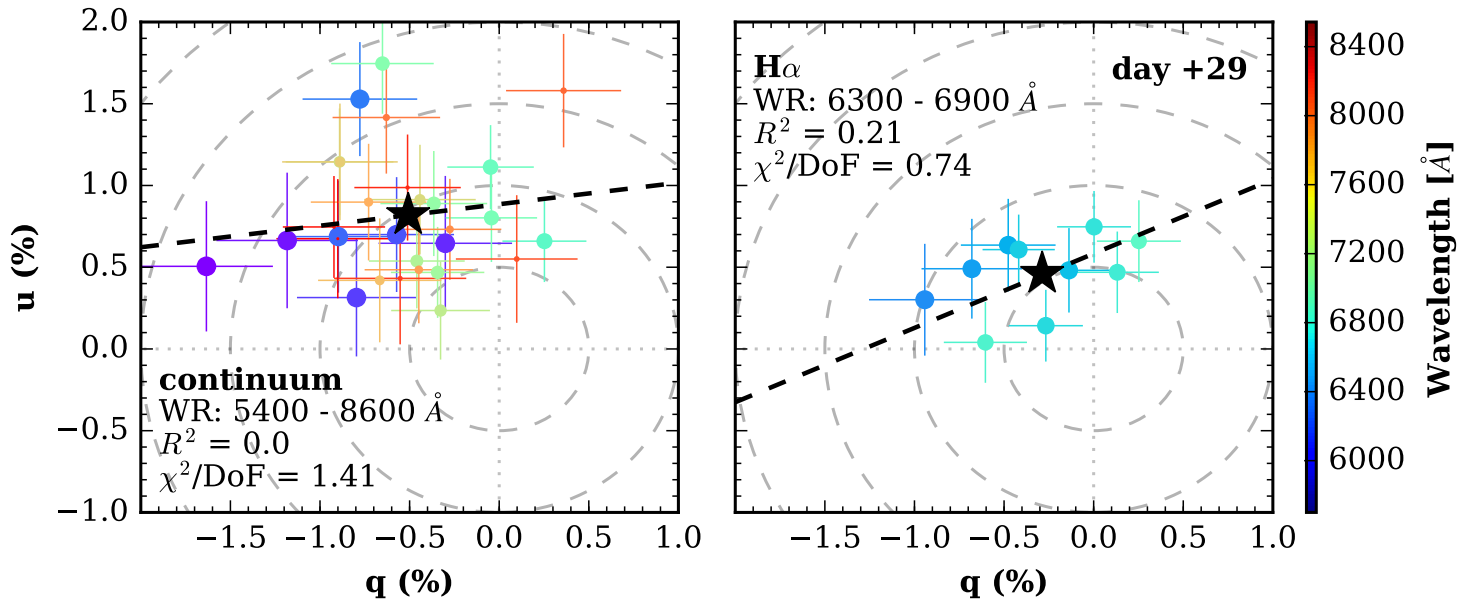 2.0
1.5
1.0
0.5
0.0
−0.5
−1.0
u (%)
continuum
WR: 5400 - 8600 Å
R² = 0.0
χ²/DoF = 1.41
−1.5 −1.0 −0.5 0.0 0.5 1.0
q (%)
Hα
day +29
WR: 6300 - 6900 Å
R² = 0.21
χ²/DoF = 0.74
−1.5 −1.0 −0.5 0.0 0.5 1.0
q (%)
8400
8000
7600
7200
6800
6400
6000
Wavelength [Å]